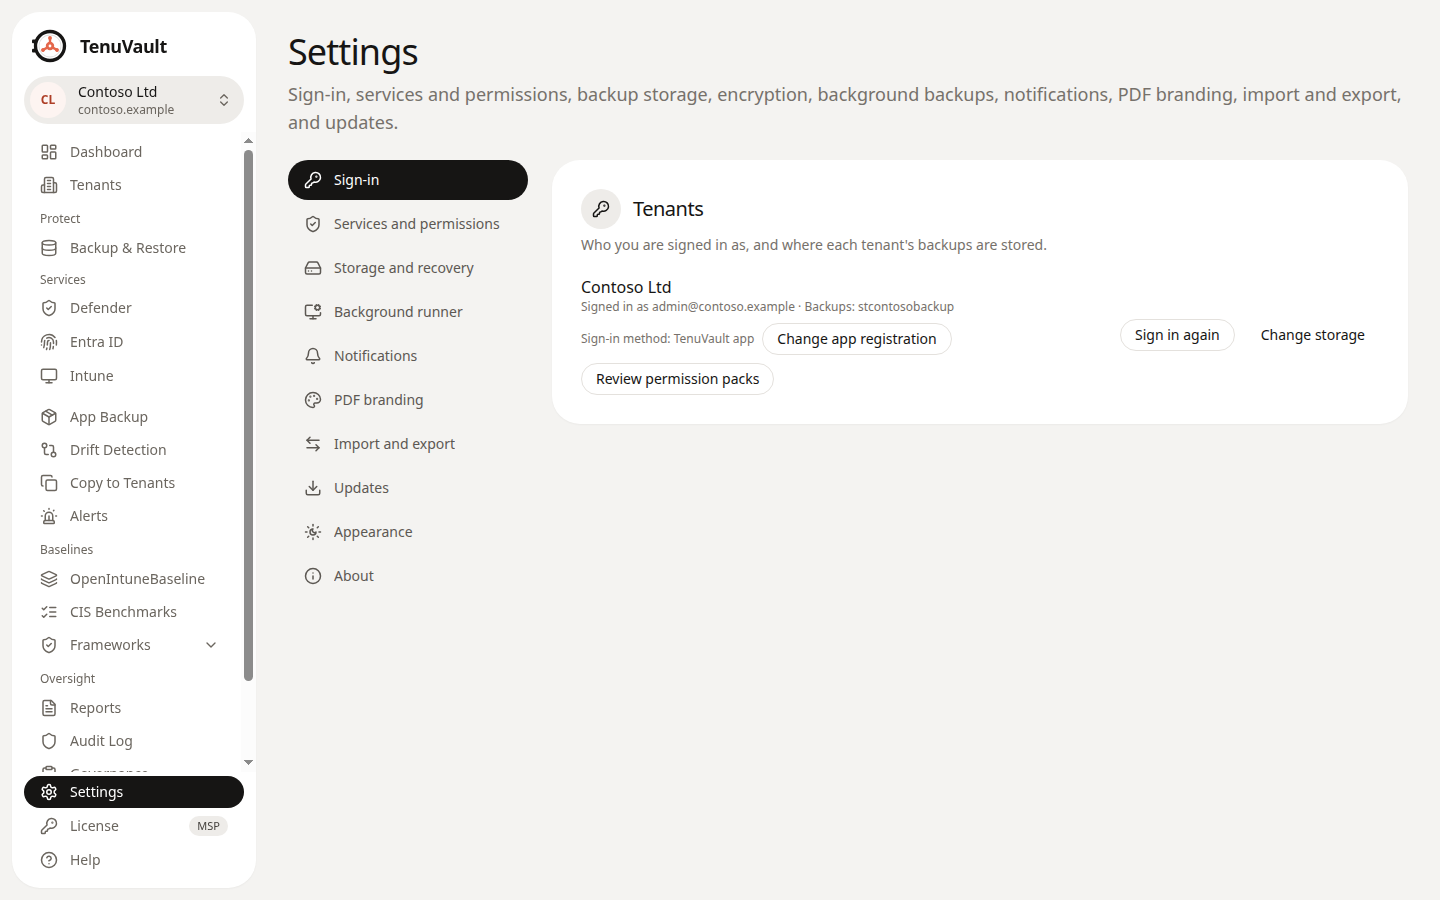 TenuVault
CL
Contoso Ltd
contoso.example
Dashboard
Tenants
Protect
Backup & Restore
Services
Defender
Entra ID
Intune
App Backup
Drift Detection
Copy to Tenants
Alerts
Baselines
OpenIntuneBaseline
CIS Benchmarks
Frameworks
Oversight
Reports
Audit Log
Settings
License
MSP
Help
Settings
Sign-in, services and permissions, backup storage, encryption, background backups, notifications, PDF branding, import and export,
and updates.
Sign-in
Services and permissions
Storage and recovery
Background runner
Notifications
PDF branding
Import and export
Updates
Appearance
About
Tenants
Who you are signed in as, and where each tenant's backups are stored.
Contoso Ltd
Signed in as admin@contoso.example · Backups: stcontosobackup
Sign-in method: TenuVault app
Change app registration
Review permission packs
Sign in again
Change storage